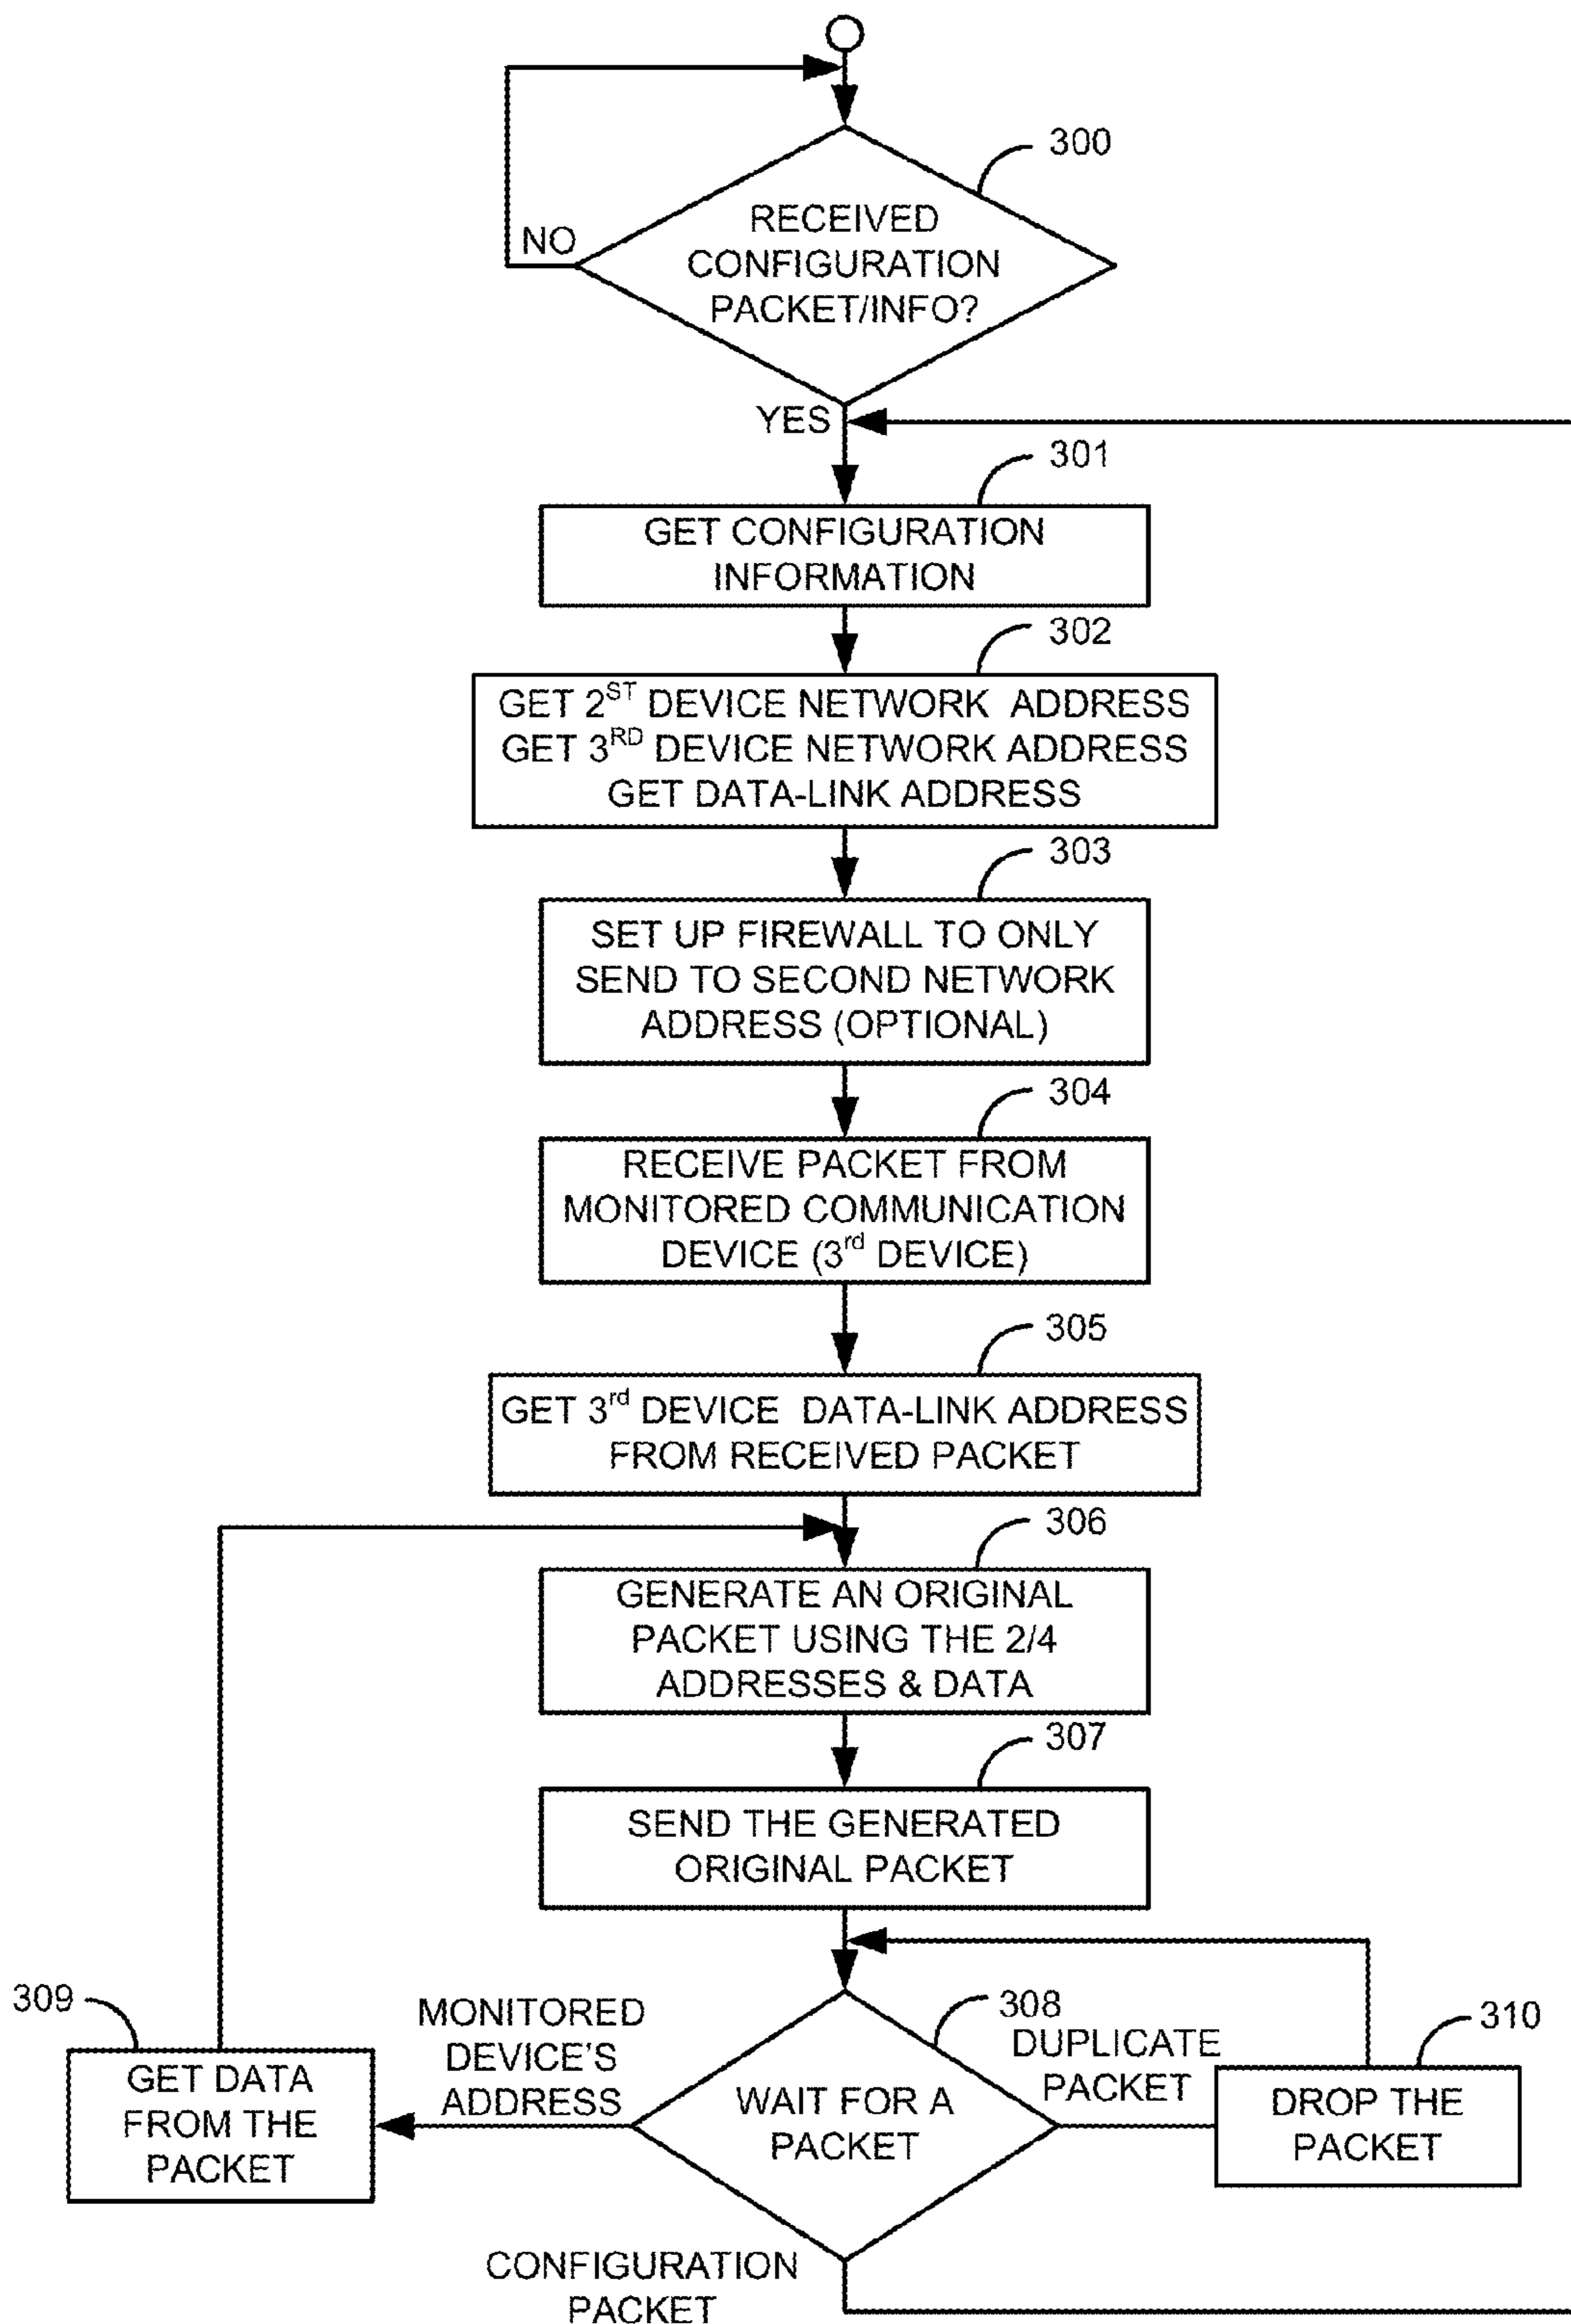 300
RECEIVED
CONFIGURATION
PACKET/INFO?
NO
YES
301
GET CONFIGURATION
INFORMATION
302
GET 2ST DEVICE NETWORK ADDRESS
GET 3RD DEVICE NETWORK ADDRESS
GET DATA-LINK ADDRESS
303
SET UP FIREWALL TO ONLY
SEND TO SECOND NETWORK
ADDRESS (OPTIONAL)
304
RECEIVE PACKET FROM
MONITORED COMMUNICATION
DEVICE (3rd DEVICE)
305
GET 3rd DEVICE DATA-LINK ADDRESS
FROM RECEIVED PACKET
306
GENERATE AN ORIGINAL
PACKET USING THE 2/4
ADDRESSES & DATA
307
SEND THE GENERATED
ORIGINAL PACKET
308
WAIT FOR A
PACKET
MONITORED
DEVICE'S
ADDRESS
309
GET DATA
FROM THE
PACKET
DUPLICATE
PACKET
310
DROP THE
PACKET
CONFIGURATION
PACKET